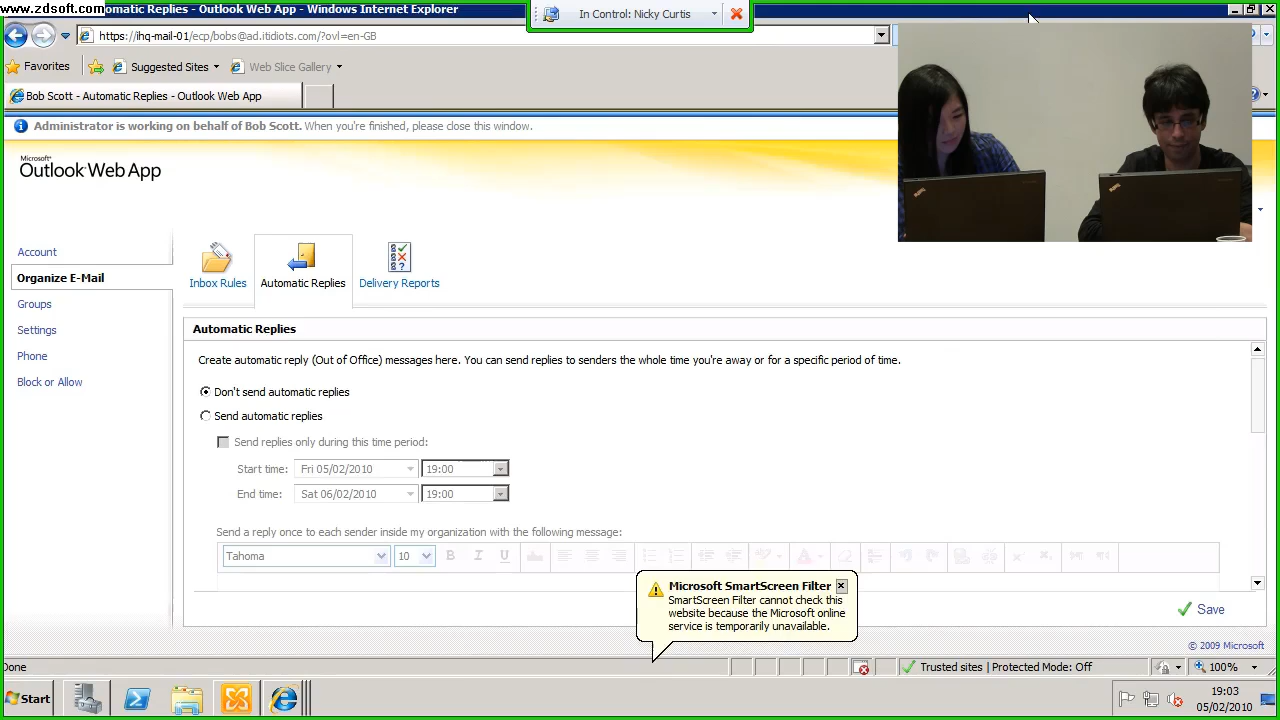 www.zdsoft.com
omatic Replies - Outlook Web App - Windows Internet Explorer
In Control: Nicky Curtis
https://ihq-mail-01/ecp/bobs@ad.itidiots.com/?ovl=en-GB
Favorites
Suggested Sites
Web Slice Gallery
Bob Scott - Automatic Replies - Outlook Web App
Administrator is working on behalf of Bob Scott. When you're finished, please close this window.
Microsoft
Outlook Web App
Account
Organize E-Mail
Groups
Settings
Phone
Block or Allow
Inbox Rules
Automatic Replies
Delivery Reports
Automatic Replies
Create automatic reply (Out of Office) messages here. You can send replies to senders the whole time you're away or for a specific period of time.
Don't send automatic replies
Send automatic replies
Send replies only during this time period:
Start time: Fri 05/02/2010 19:00
End time: Sat 06/02/2010 19:00
Send a reply once to each sender inside my organization with the following message:
Tahoma 10 B I U
Microsoft SmartScreen Filter
SmartScreen Filter cannot check this
website because the Microsoft online
service is temporarily unavailable.
Save
© 2009 Microsoft
Done
Trusted sites | Protected Mode: Off
100%
Start
19:03
05/02/2010